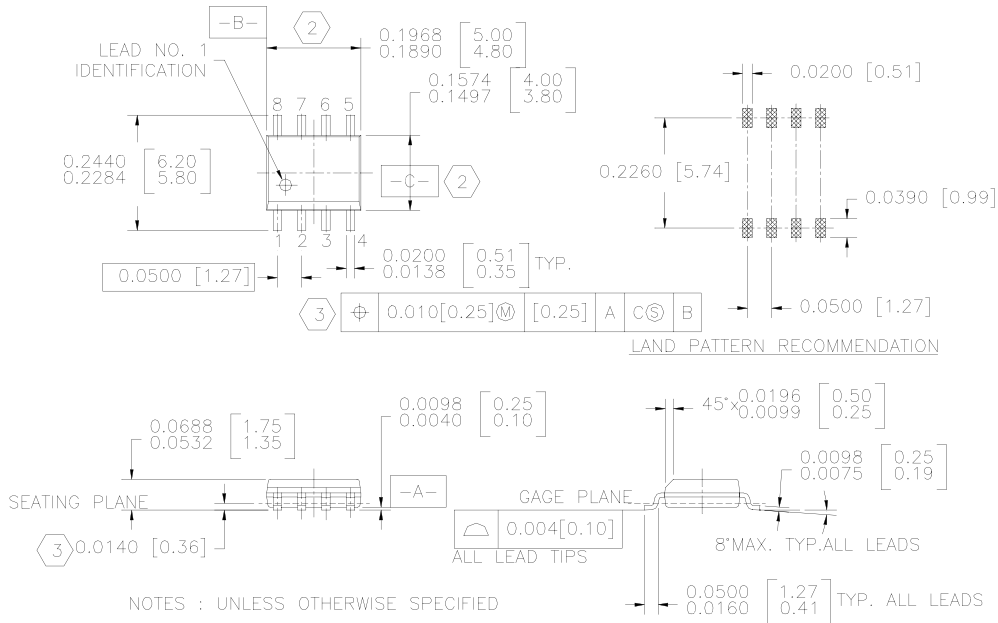 -B-
2
0.1968 [5.00]
0.1890 [4.80]
LEAD NO. 1
IDENTIFICATION
0.1574 [4.00]
0.1497 [3.80]
0.0200 [0.51]
8 7 6 5
0.2440 [6.20]
0.2284 [5.80]
-C-
2
0.2260 [5.74]
0.0390 [0.99]
1 2 3 4
0.0200 [0.51]
0.0138 [0.35] TYP.
0.0500 [1.27]
0.0500 [1.27]
3 ⌖ 0.010[0.25]Ⓜ [0.25] A CⓈ B
LAND PATTERN RECOMMENDATION
0.0688 [1.75]
0.0532 [1.35]
0.0098 [0.25]
0.0040 [0.10]
45°x 0.0196 [0.50]
0.0099 [0.25]
0.0098 [0.25]
0.0075 [0.19]
SEATING PLANE
-A-
GAGE PLANE
⌓ 0.004[0.10]
ALL LEAD TIPS
3 0.0140 [0.36]
8°MAX. TYP.ALL LEADS
0.0500 [1.27]
0.0160 [0.41] TYP. ALL LEADS
NOTES : UNLESS OTHERWISE SPECIFIED